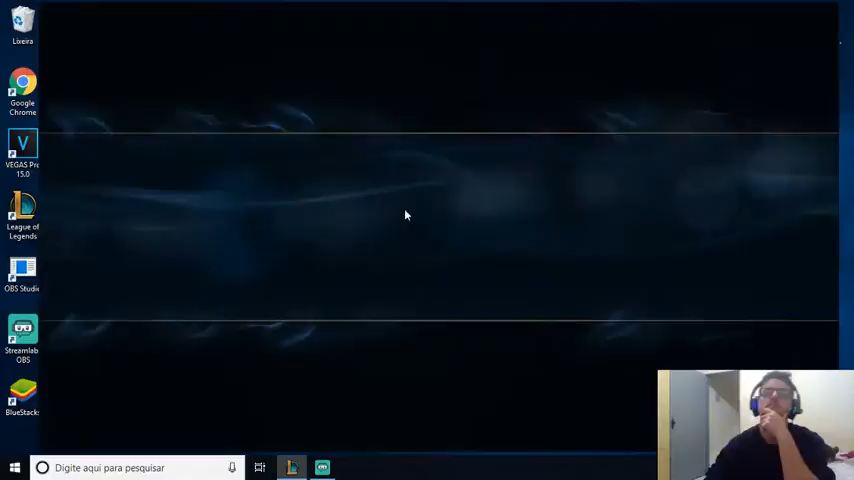 Lixeira
Google
Chrome
VEGAS Pro
15.0
League of
Legends
OBS Studio
Streamlabs
OBS
BlueStacks
Digite aqui para pesquisar